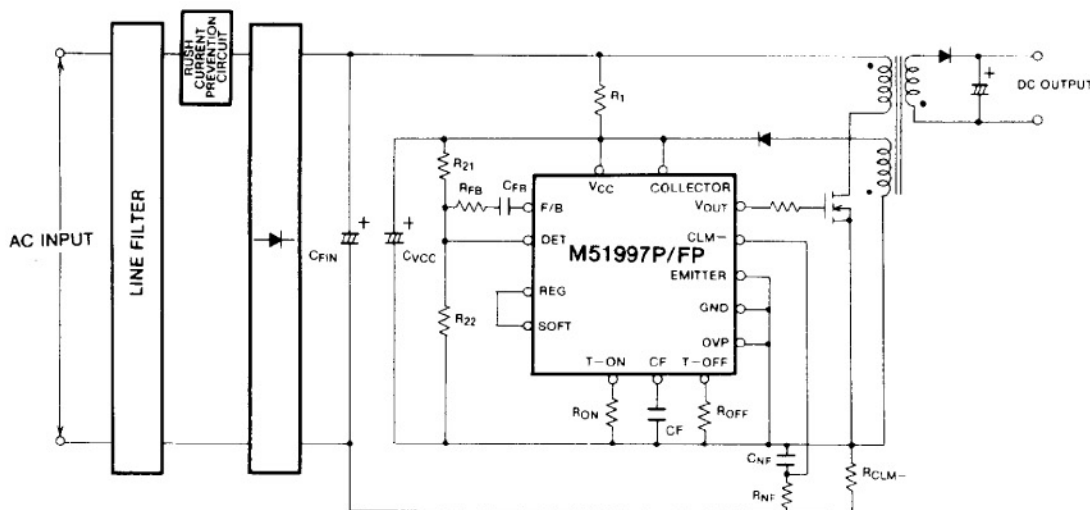 AC INPUT
LINE FILTER
RUSH
CURRENT
PREVENTION
CIRCUIT
R1
DC OUTPUT
R21
RFB
CFB
VCC
COLLECTOR
F/B
VOUT
DET
M51997P/FP
CLM-
CFIN
CVCC
EMITTER
REG
GND
R22
SOFT
OVP
T-ON
CF
T-OFF
RON
CF
ROFF
CNF
RNF
RCLM-
+
+
+